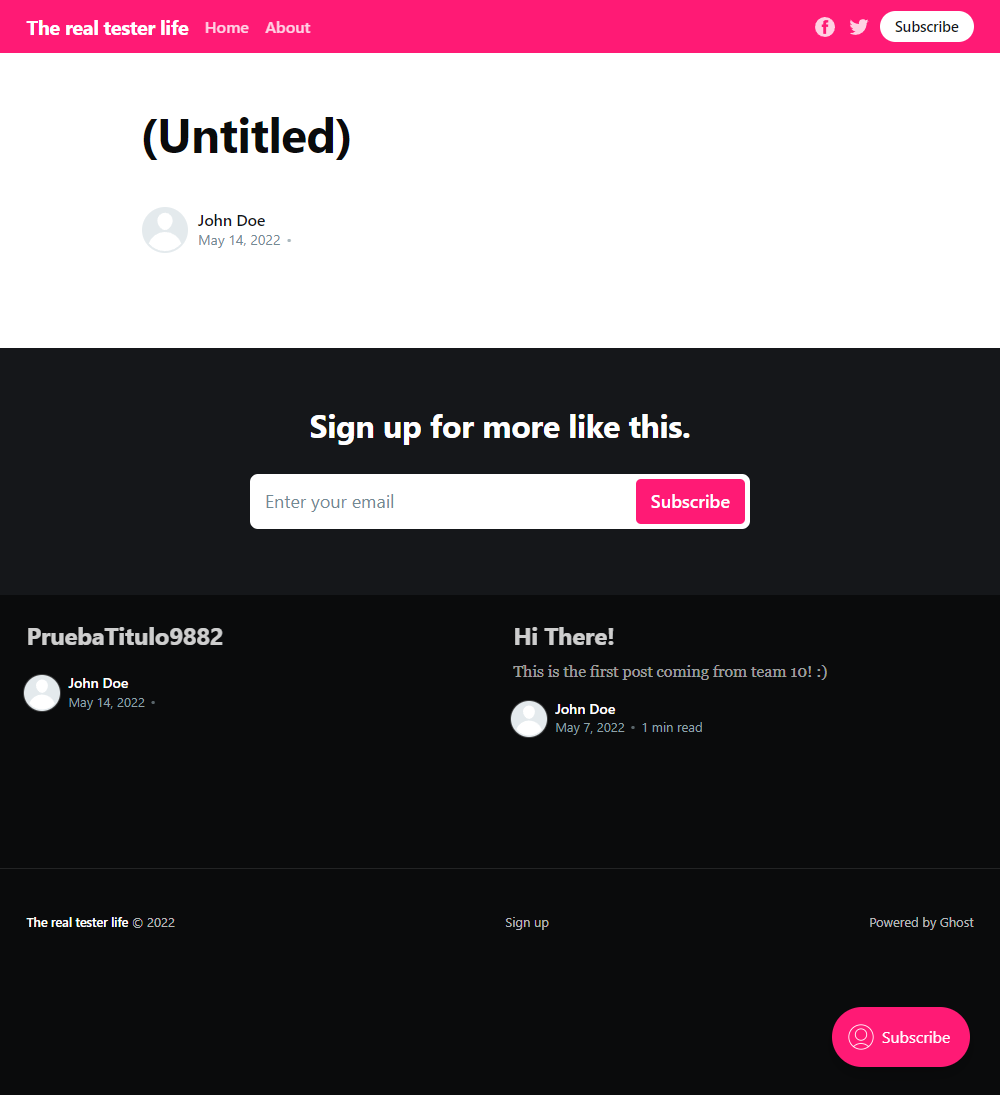 The real tester life Home About Subscribe
(Untitled)
John Doe
May 14, 2022 •
Sign up for more like this.
Enter your email Subscribe
PruebaTitulo9882
John Doe
May 14, 2022 •
Hi There!
This is the first post coming from team 10! :)
John Doe
May 7, 2022 • 1 min read
The real tester life © 2022 Sign up Powered by Ghost
Subscribe